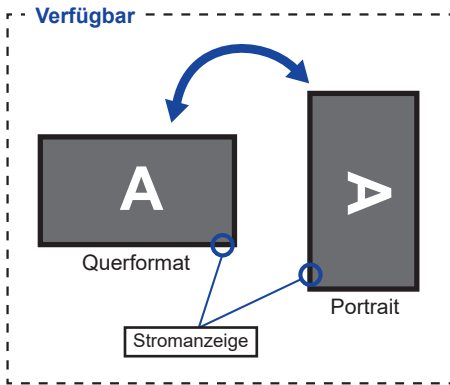 Verfügbar
A
A
Querformat
Portrait
Stromanzeige